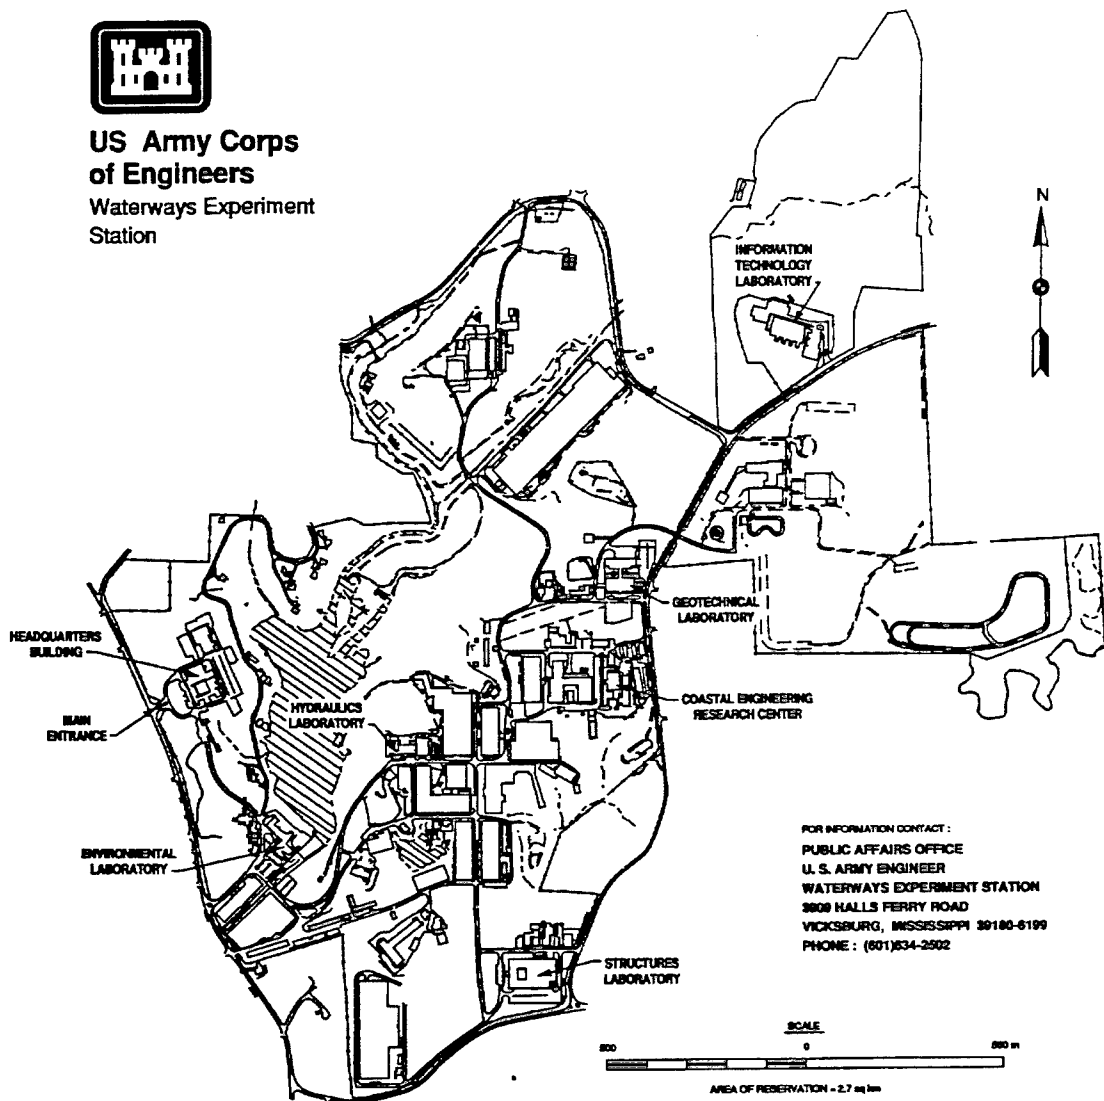 US Army Corps
of Engineers
Waterways Experiment
Station
N
INFORMATION
TECHNOLOGY
LABORATORY
GEOTECHNICAL
LABORATORY
HEADQUARTERS
BUILDING
MAIN
ENTRANCE
HYDRAULICS
LABORATORY
COASTAL ENGINEERING
RESEARCH CENTER
ENVIRONMENTAL
LABORATORY
FOR INFORMATION CONTACT :
PUBLIC AFFAIRS OFFICE
U. S. ARMY ENGINEER
WATERWAYS EXPERIMENT STATION
3909 HALLS FERRY ROAD
VICKSBURG, MISSISSIPPI 39180-6199
PHONE : (601)634-2502
STRUCTURES
LABORATORY
SCALE
500 0 500 m
AREA OF RESERVATION = 2.7 sq km